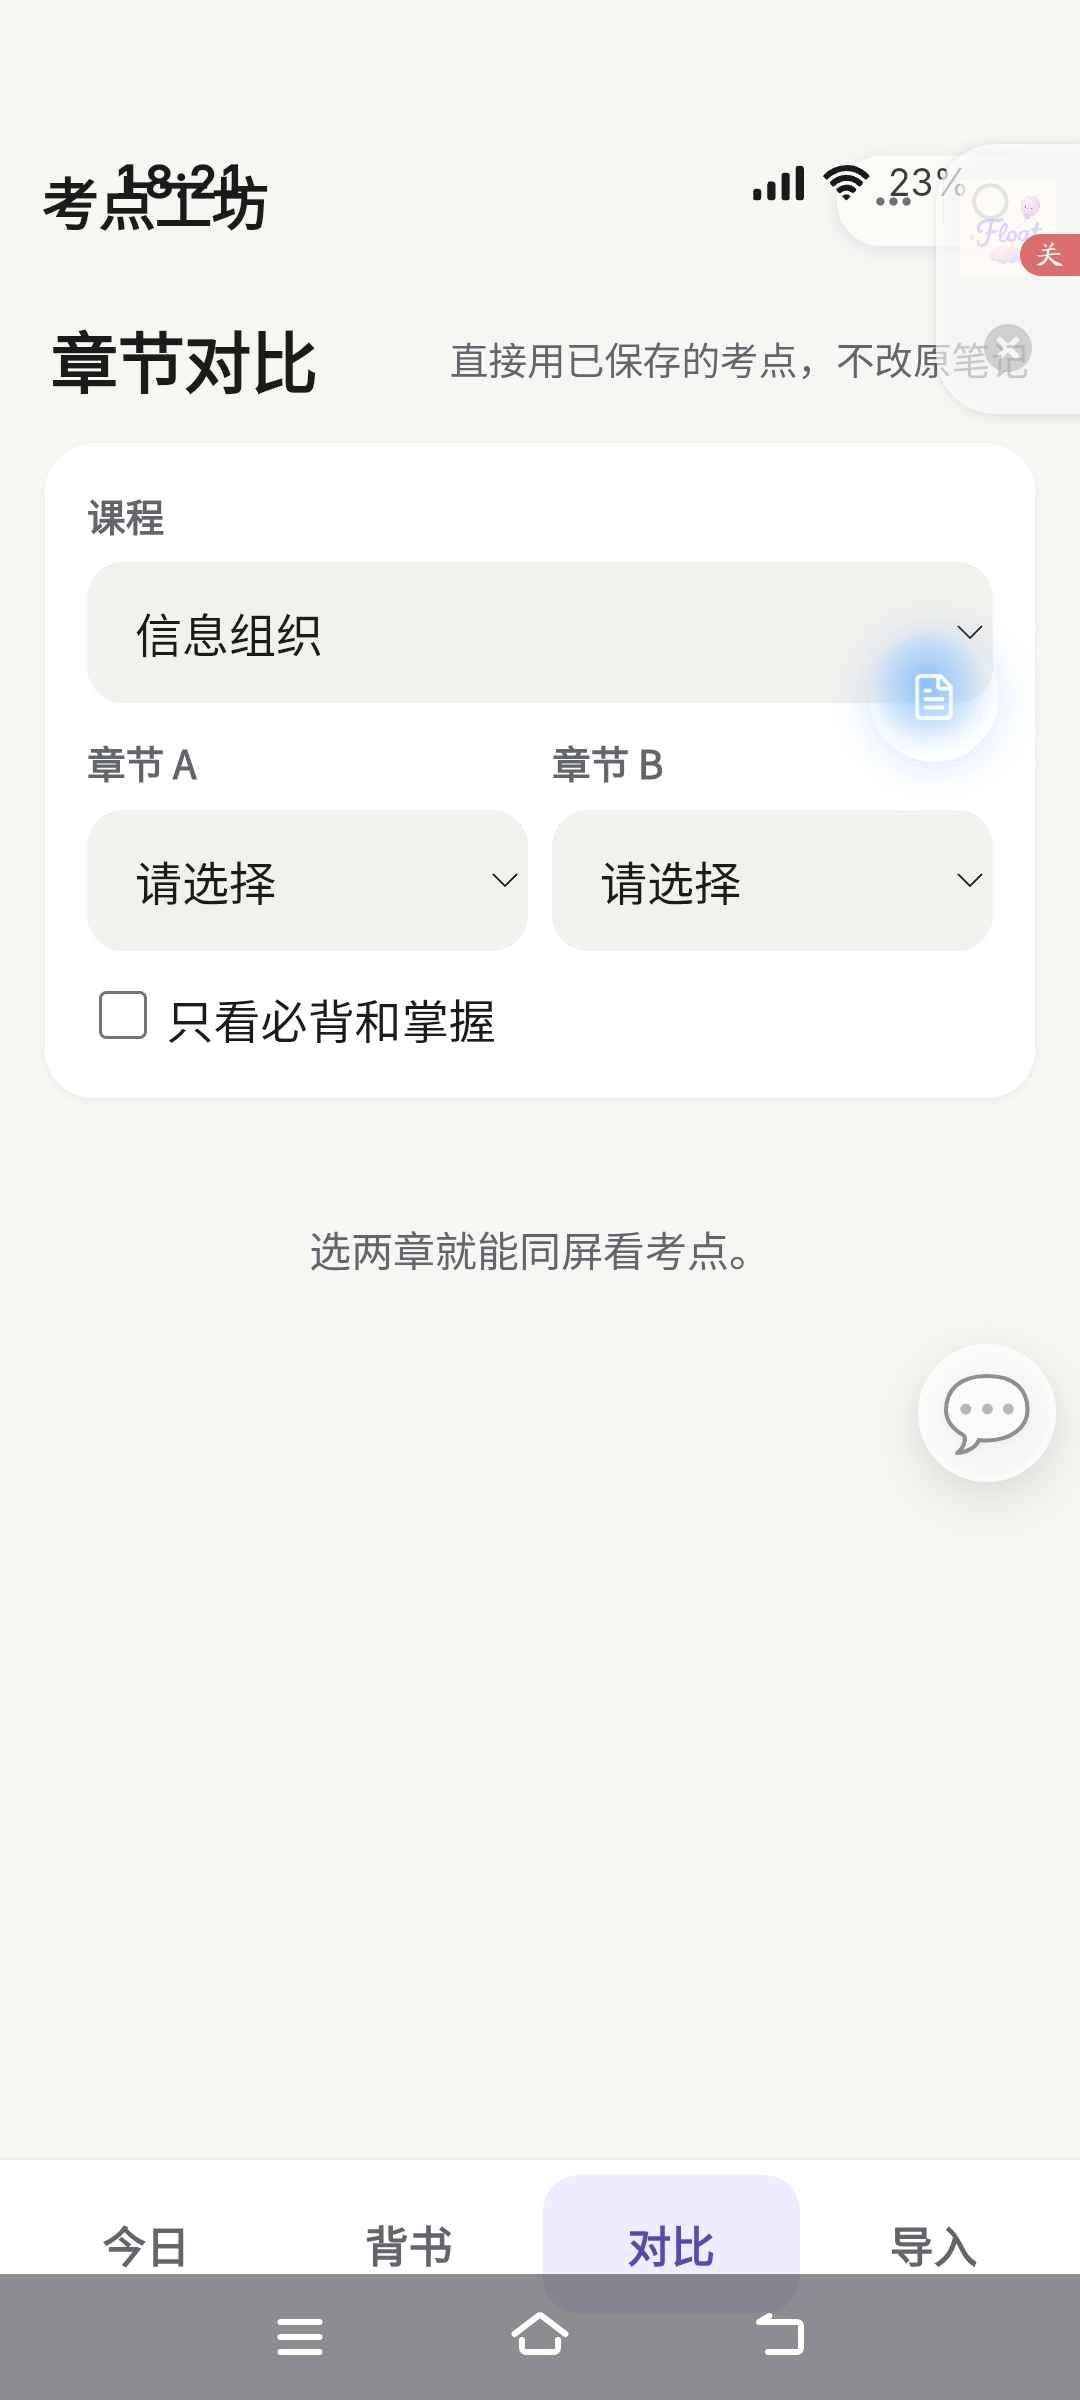 18:21
23%
考点工坊
Float
关
章节对比
直接用已保存的考点，不改原笔记
课程
信息组织
章节 A
章节 B
请选择
请选择
只看必背和掌握
选两章就能同屏看考点。
今日
背书
对比
导入